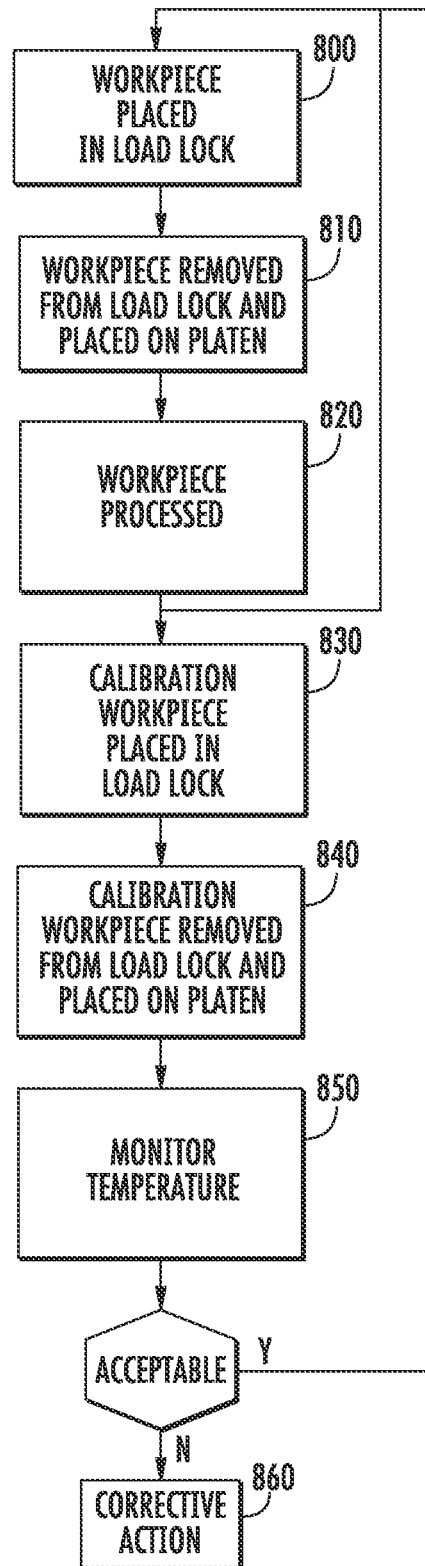 800
WORKPIECE
PLACED
IN LOAD LOCK
810
WORKPIECE REMOVED
FROM LOAD LOCK AND
PLACED ON PLATEN
820
WORKPIECE
PROCESSED
830
CALIBRATION
WORKPIECE
PLACED IN
LOAD LOCK
840
CALIBRATION
WORKPIECE REMOVED
FROM LOAD LOCK AND
PLACED ON PLATEN
850
MONITOR
TEMPERATURE
ACCEPTABLE
Y
N
860
CORRECTIVE
ACTION